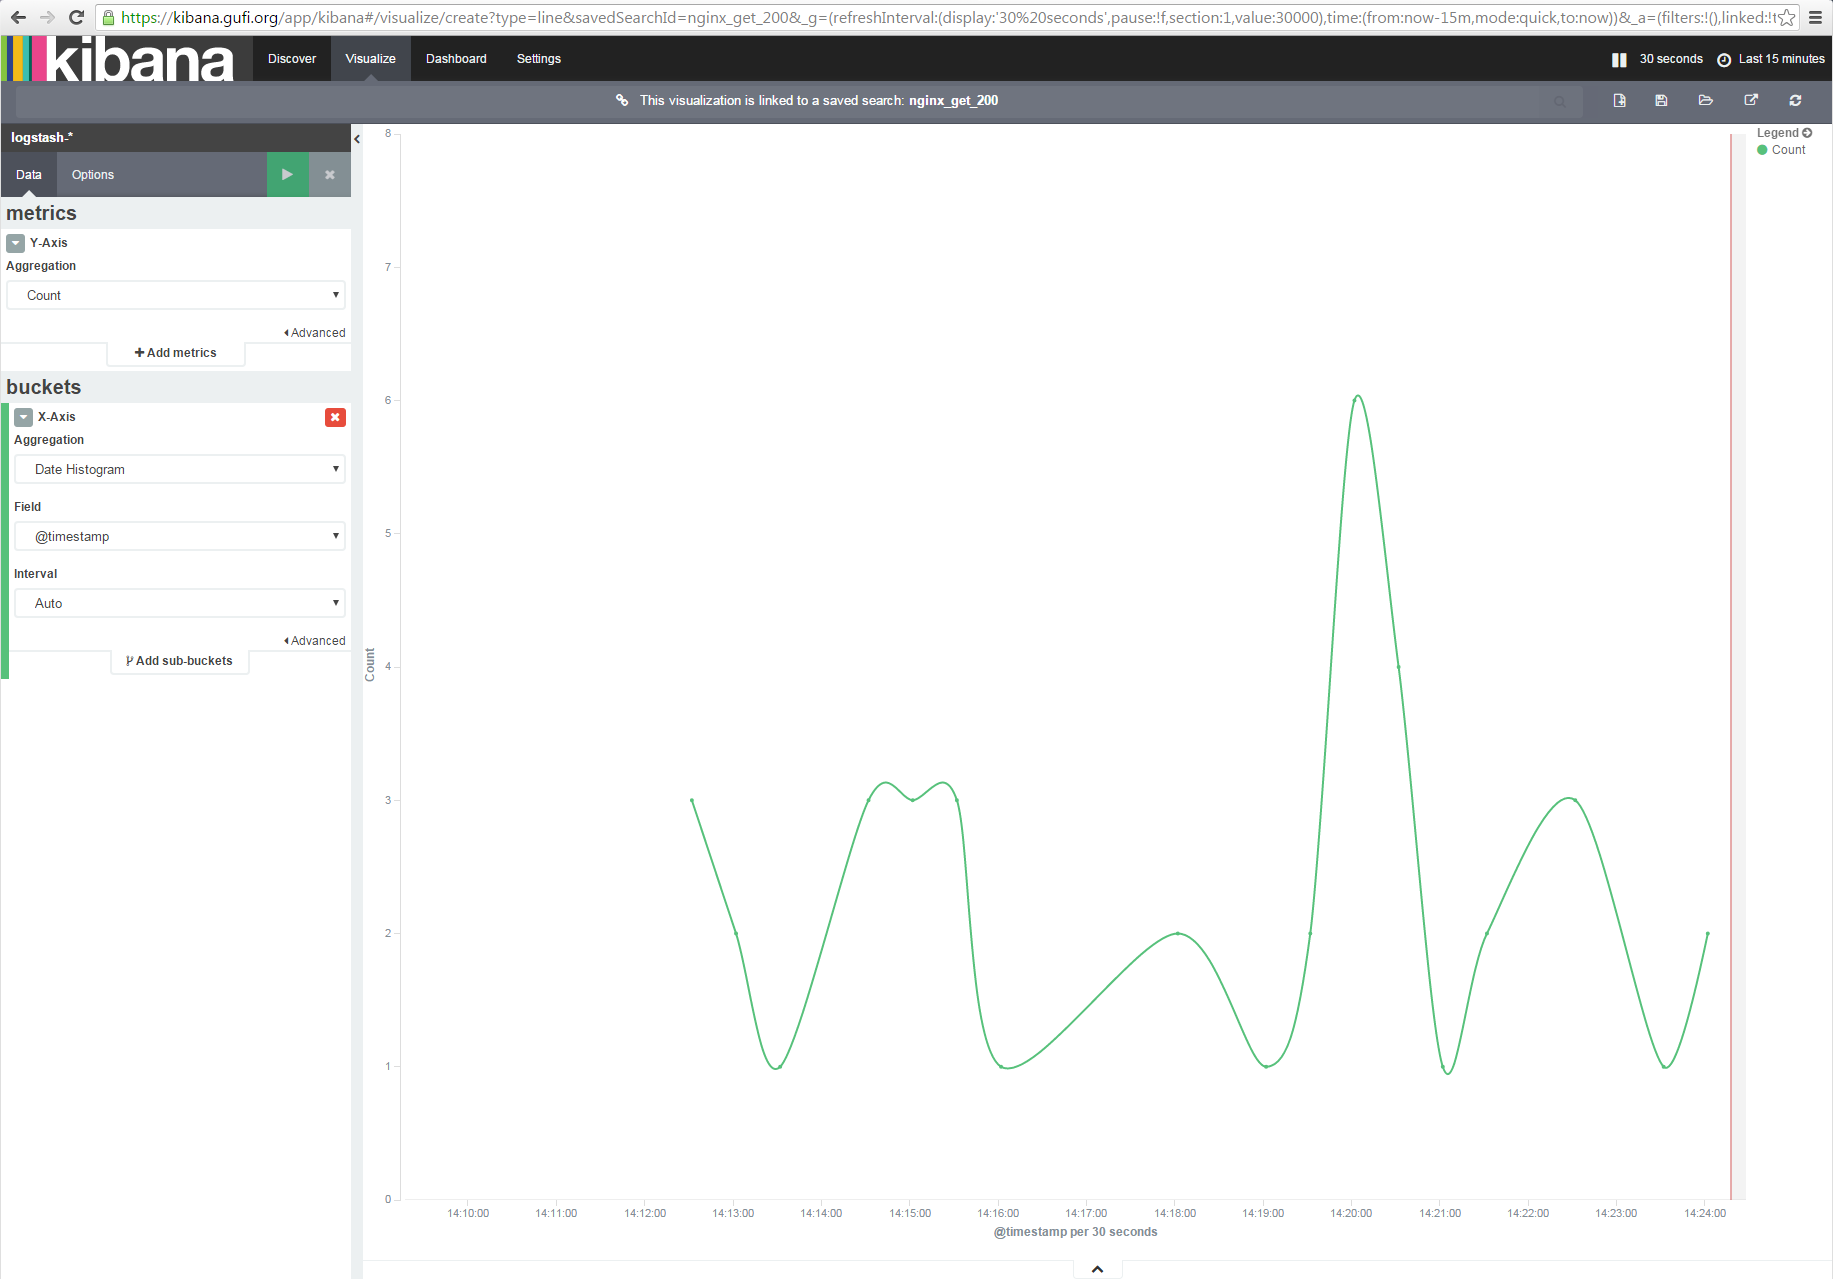 https://kibana.gufi.org/app/kibana#/visualize/create?type=line&savedSearchId=nginx_get_200&_g=(refreshInterval:(display:'30%20seconds',pause:!f,section:1,value:30000),time:(from:now-15m,mode:quick,to:now))&_a=(filters:!(),linked:!t
kibana Discover Visualize Dashboard Settings 30 seconds Last 15 minutes
This visualization is linked to a saved search: nginx_get_200
logstash-*
Data Options
metrics
Y-Axis
Aggregation
Count
Advanced
Add metrics
buckets
X-Axis
Aggregation
Date Histogram
Field
@timestamp
Interval
Auto
Advanced
Add sub-buckets
Count
8
7
6
5
4
3
2
1
0
14:10:00 14:11:00 14:12:00 14:13:00 14:14:00 14:15:00 14:16:00 14:17:00 14:18:00 14:19:00 14:20:00 14:21:00 14:22:00 14:23:00 14:24:00
@timestamp per 30 seconds
Legend
Count